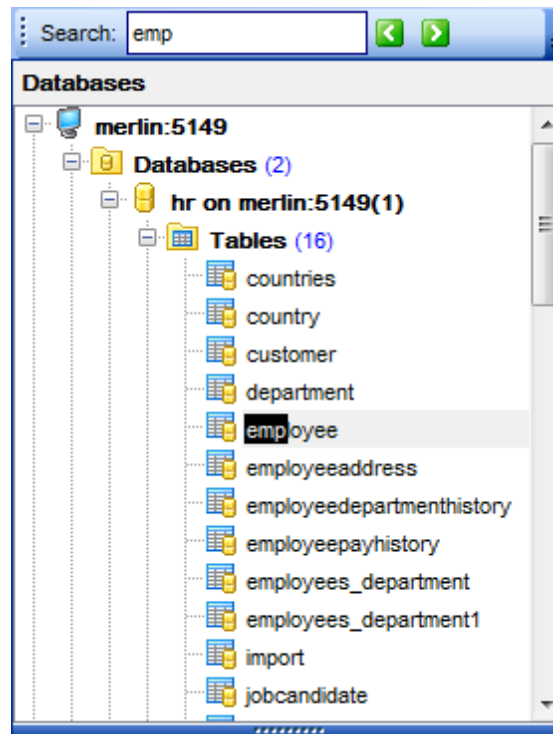 Search: emp
Databases
merlin:5149
Databases (2)
hr on merlin:5149(1)
Tables (16)
countries
country
customer
department
employee
employeeaddress
employeedepartmenthistory
employeepayhistory
employees_department
employees_department1
import
jobcandidate